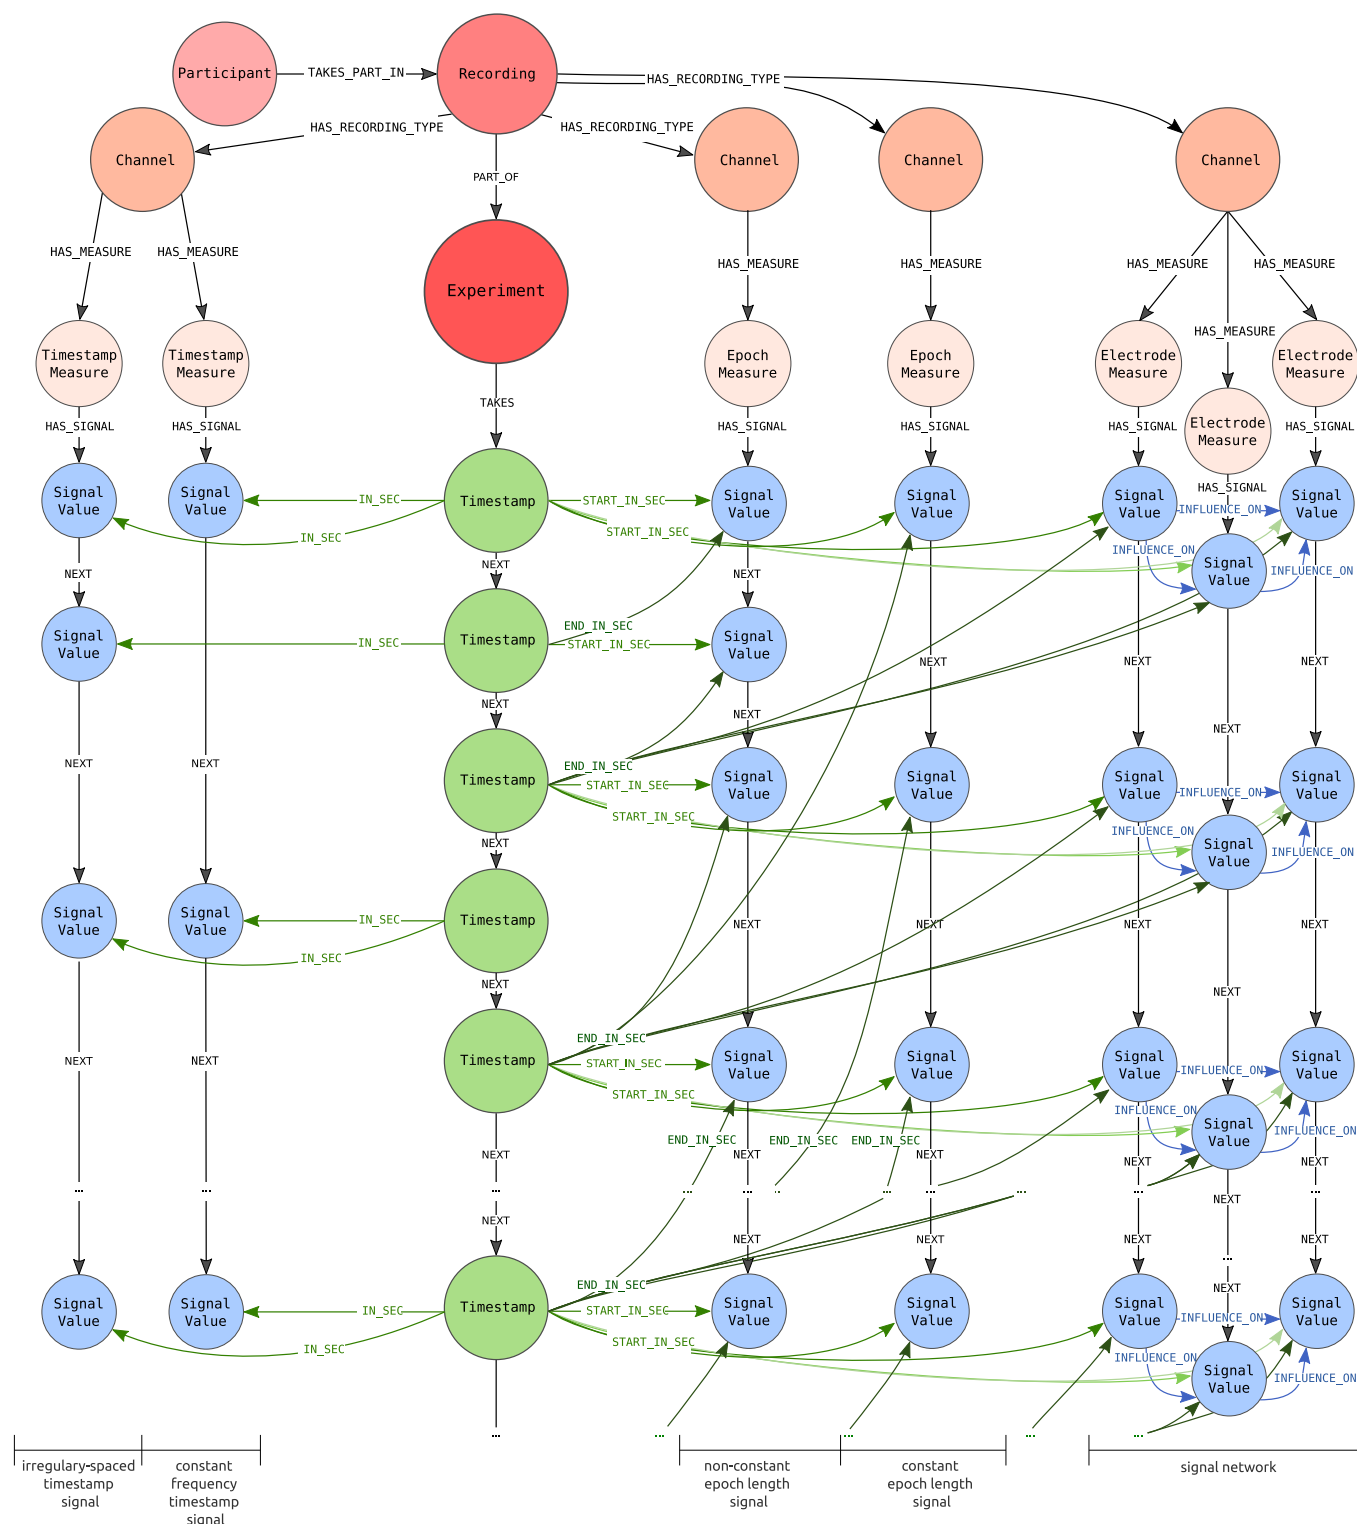 Participant
TAKES_PART_IN
Recording
HAS_RECORDING_TYPE
HAS_RECORDING_TYPE
HAS_RECORDING_TYPE
Channel
Channel
Channel
Channel
PART_OF
HAS_MEASURE
HAS_MEASURE
HAS_MEASURE
HAS_MEASURE
HAS_MEASURE
HAS_MEASURE
Experiment
HAS_MEASURE
Timestamp
Measure
Timestamp
Measure
Epoch
Measure
Epoch
Measure
Electrode
Measure
Electrode
Measure
TAKES
HAS_SIGNAL
HAS_SIGNAL
HAS_SIGNAL
HAS_SIGNAL
HAS_SIGNAL
Electrode
Measure
HAS_SIGNAL
HAS_SIGNAL
Signal
Value
Signal
Value
IN_SEC
Timestamp
START_IN_SEC
Signal
Value
Signal
Value
Signal
Value
INFLUENCE_ON
Signal
Value
IN_SEC
START_IN_SEC
INFLUENCE_ON
NEXT
NEXT
NEXT
Signal
Value
INFLUENCE_ON
END_IN_SEC
Signal
Value
IN_SEC
Timestamp
START_IN_SEC
Signal
Value
NEXT
NEXT
NEXT
NEXT
NEXT
NEXT
NEXT
NEXT
END_IN_SEC
Timestamp
START_IN_SEC
Signal
Value
Signal
Value
Signal
Value
INFLUENCE_ON
Signal
Value
START_IN_SEC
INFLUENCE_ON
NEXT
Signal
Value
INFLUENCE_ON
Signal
Value
Signal
Value
IN_SEC
Timestamp
NEXT
NEXT
NEXT
NEXT
IN_SEC
NEXT
NEXT
END_IN_SEC
NEXT
NEXT
Timestamp
START_IN_SEC
Signal
Value
Signal
Value
Signal
Value
INFLUENCE_ON
Signal
Value
START_IN_SEC
INFLUENCE_ON
Signal
Value
INFLUENCE_ON
END_IN_SEC
END_IN_SEC
END_IN_SEC
NEXT
NEXT
NEXT
NEXT
NEXT
... ... ... ... ... ... ... ... ... ... ...
NEXT
NEXT
NEXT
NEXT
NEXT
NEXT
...
NEXT
END_IN_SEC
Signal
Value
Signal
Value
IN_SEC
Timestamp
START_IN_SEC
Signal
Value
Signal
Value
Signal
Value
INFLUENCE_ON
Signal
Value
IN_SEC
START_IN_SEC
INFLUENCE_ON
Signal
Value
INFLUENCE_ON
... ... ... ... ...
irregulary-spaced
timestamp
signal
constant
frequency
timestamp
signal
non-constant
epoch length
signal
constant
epoch length
signal
signal network